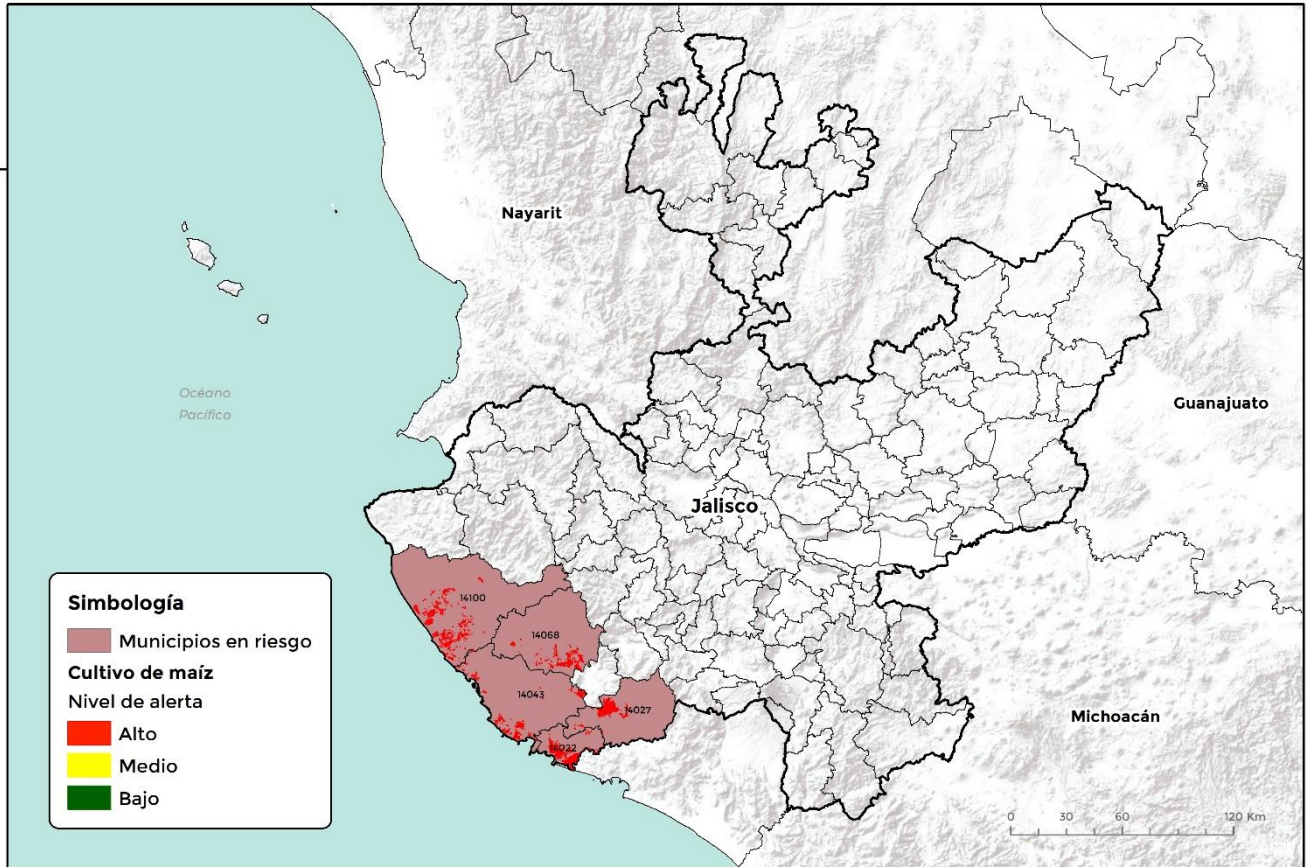 Nayarit
Océano
Pacífico
Guanajuato
Jalisco
Simbología
Municipios en riesgo
Cultivo de maíz
Nivel de alerta
Alto
Medio
Bajo
14100
14068
14043
14027
14022
Michoacán
0 30 60 120 Km